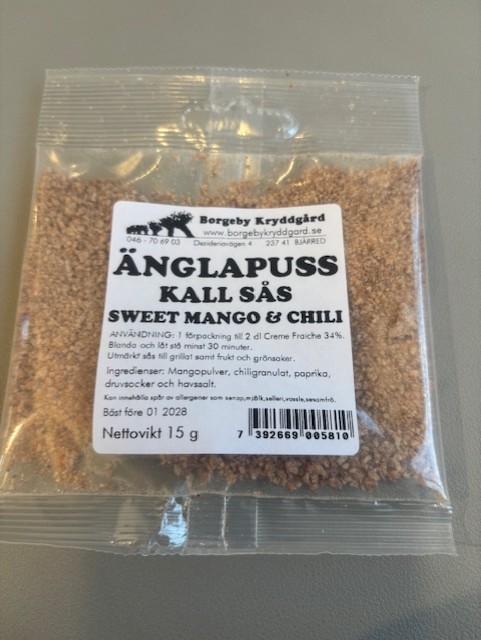 Borgeby Kryddgård
www.borgebykryddgard.se
046 - 70 69 03 Desideriavägen 4 237 41 BJÄRRED
ÄNGLAPUSS
KALL SÅS
SWEET MANGO & CHILI
ANVÄNDNING: 1 förpackning till 2 dl Creme Fraiche 34%.
Blanda och låt stå minst 30 minuter.
Utmärkt sås till grillat samt frukt och grönsaker.
Ingredienser: Mangopulver, chiligranulat, paprika,
druvsocker och havssalt.
Kan innehålla spår av allergener som senap,mjölk,selleri,vassle,sesamfrö.
Bäst före 01 2028
Nettovikt 15 g
7 392669 005810